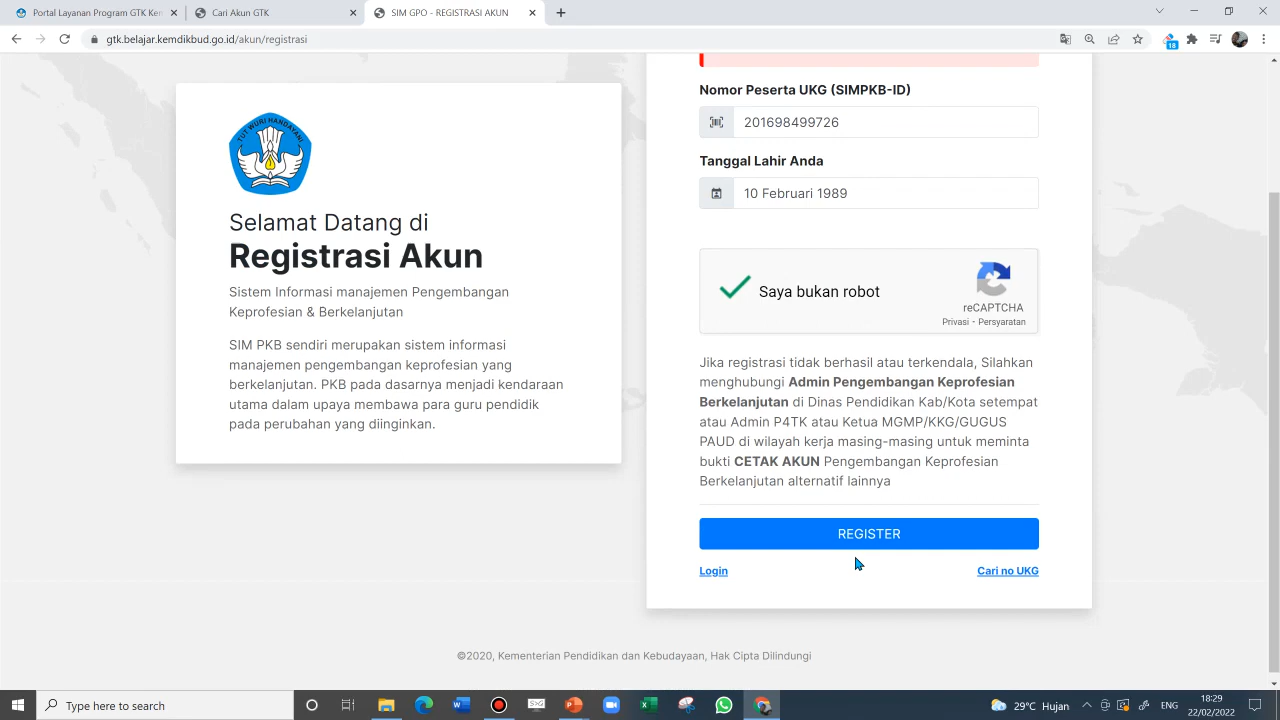 Portal Layanan Program GTK Ken
Cari Akun GTK
SIM GPO - REGISTRASI AKUN
gtk.belajar.kemdikbud.go.id/akun/registrasi
18
TUT WURI HANDAYANI
Selamat Datang di
Registrasi Akun
Sistem Informasi manajemen Pengembangan
Keprofesian & Berkelanjutan
SIM PKB sendiri merupakan sistem informasi
manajemen pengembangan keprofesian yang
berkelanjutan. PKB pada dasarnya menjadi kendaraan
utama dalam upaya membawa para guru pendidik
pada perubahan yang diinginkan.
Nomor Peserta UKG (SIMPKB-ID)
201698499726
Tanggal Lahir Anda
10 Februari 1989
Saya bukan robot
reCAPTCHA
Privasi - Persyaratan
Jika registrasi tidak berhasil atau terkendala, Silahkan
menghubungi Admin Pengembangan Keprofesian
Berkelanjutan di Dinas Pendidikan Kab/Kota setempat
atau Admin P4TK atau Ketua MGMP/KKG/GUGUS
PAUD di wilayah kerja masing-masing untuk meminta
bukti CETAK AKUN Pengembangan Keprofesian
Berkelanjutan alternatif lainnya
REGISTER
Login
Cari no UKG
©2020, Kementerian Pendidikan dan Kebudayaan, Hak Cipta Dilindungi
Type here to search
29°C Hujan
ENG
18:29
22/02/2022